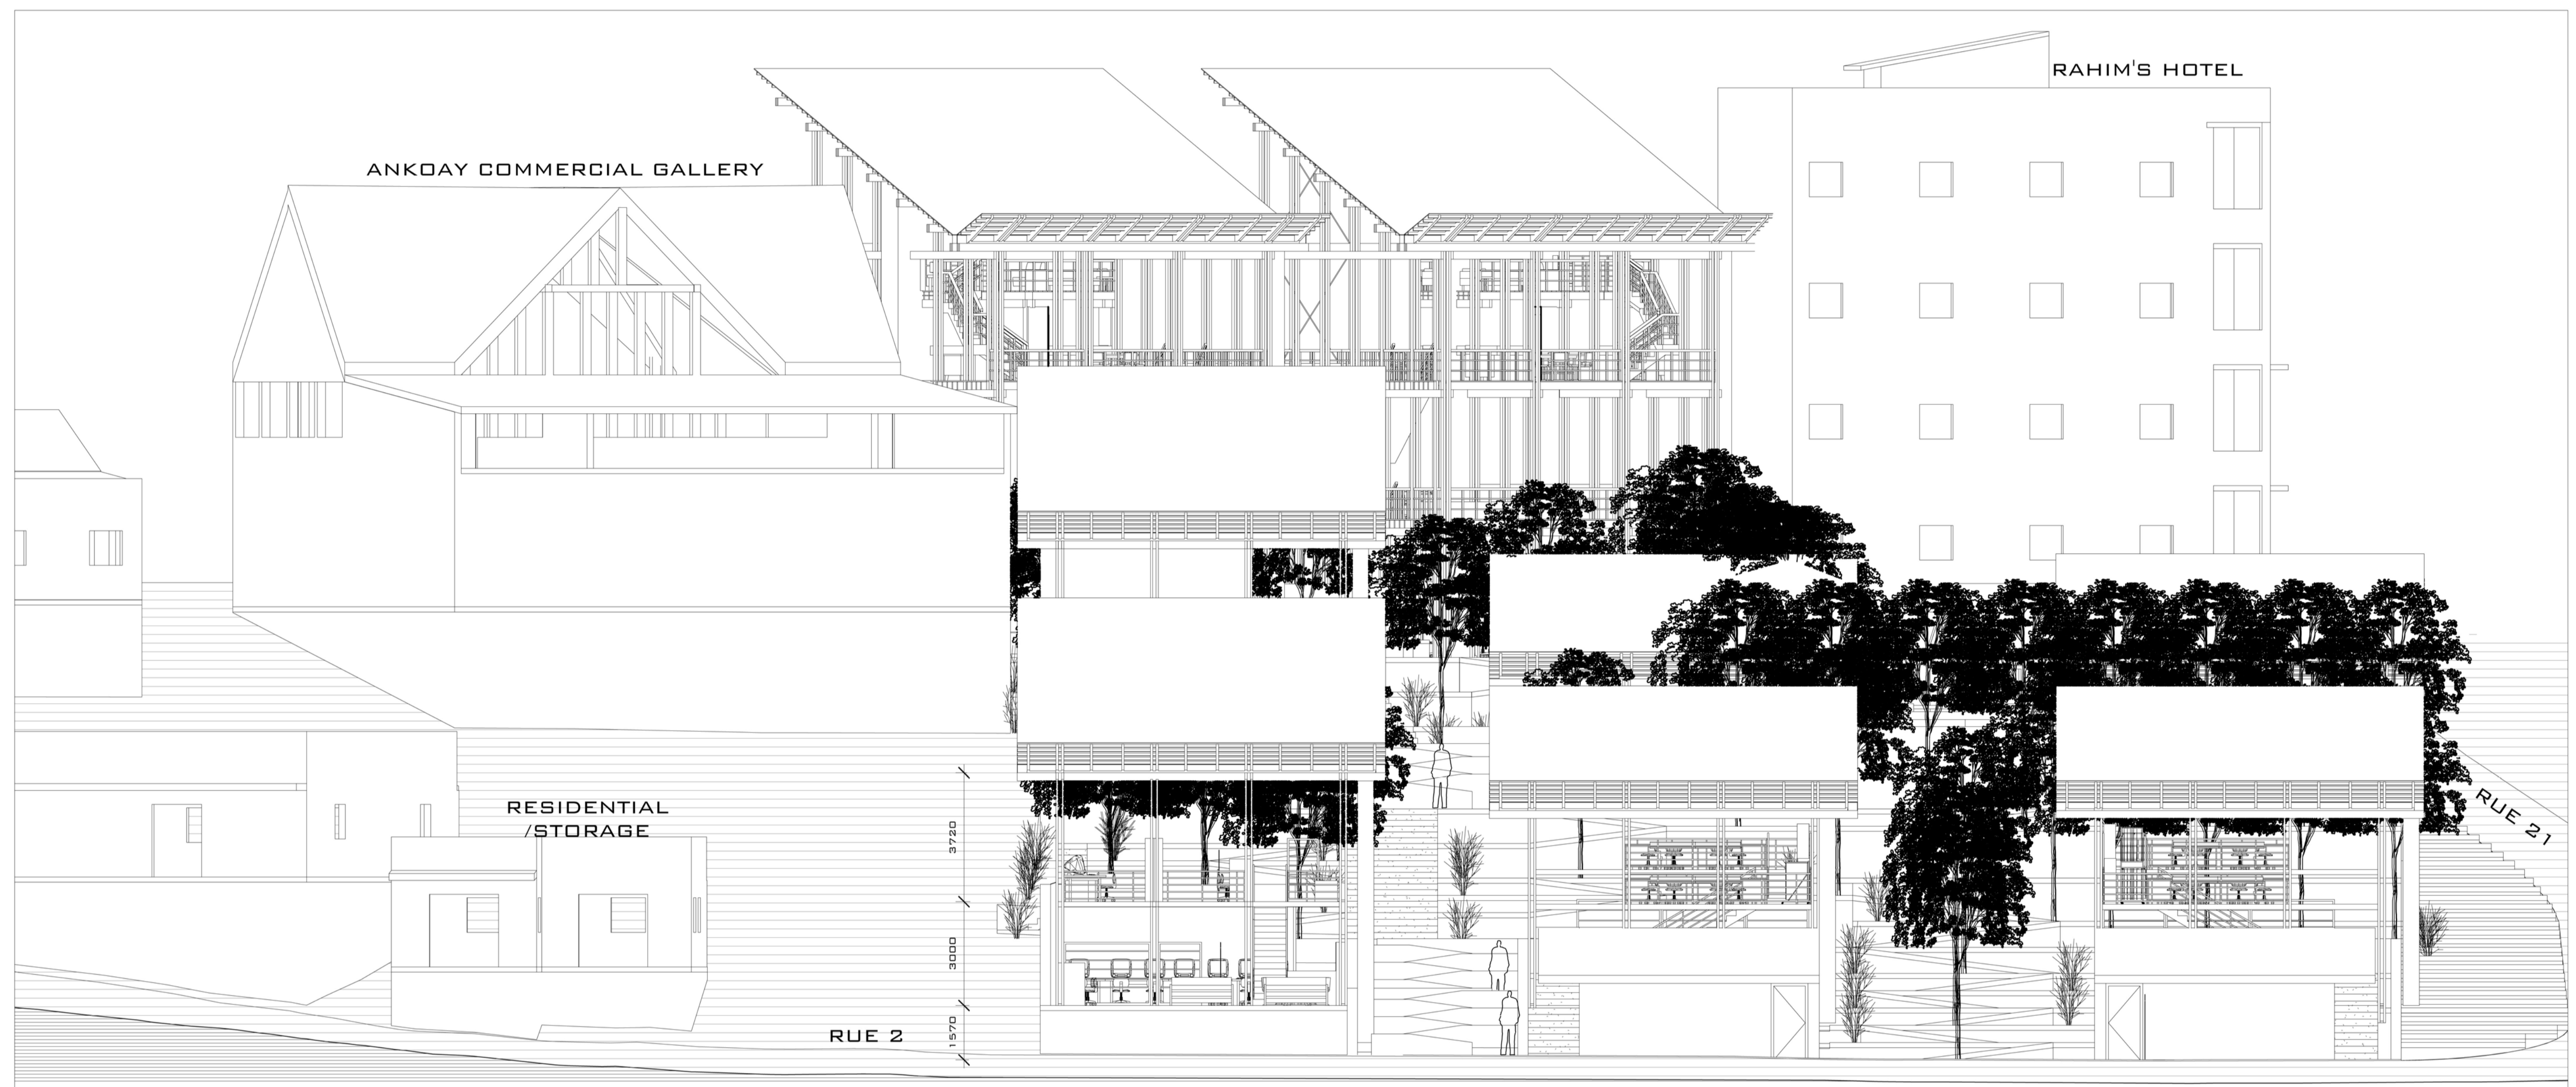 RAHIM'S HOTEL
ANKOAY COMMERCIAL GALLERY
RESIDENTIAL
/STORAGE
3720
3000
1570
RUE 2
RUE 21